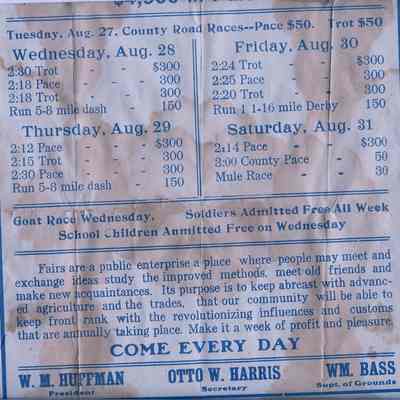 Tuesday, Aug. 27, County Road Races--Pace $50. Trot $50
Wednesday, Aug. 28
2:30 Trot - - - $300
2:18 Pace - - - 300
2:18 Trot - - - 300
Run 5-8 mile dash - 150
Thursday, Aug. 29
2:12 Pace - - - $300
2:15 Trot - - - 300
2:30 Pace - - - 300
Run 5-8 mile dash - 150
Friday, Aug. 30
2:24 Trot - - - $300
2:25 Pace - - - 300
2:20 Trot - - - 300
Run 1 1-16 mile Derby 150
Saturday, Aug. 31
2:14 Pace - - - $300
3:00 County Pace - 50
Mule Race - - - 30
Goat Race Wednesday. Soldiers Admitted Free All Week
School Children Anmitted Free on Wednesday
Fairs are a public enterprise a place where people may meet and
exchange ideas study the improved methods, meet old friends and
make new acquaintances. Its purpose is to keep abreast with advanc-
ed agriculture and the trades, that our community will be able to
keep front rank with the revolutionizing influences and customs
that are annually taking place. Make it a week of profit and pleasure
COME EVERY DAY
W. M. HUFFMAN
President
OTTO W. HARRIS
Secretary
WM. BASS
Supt. of Grounds